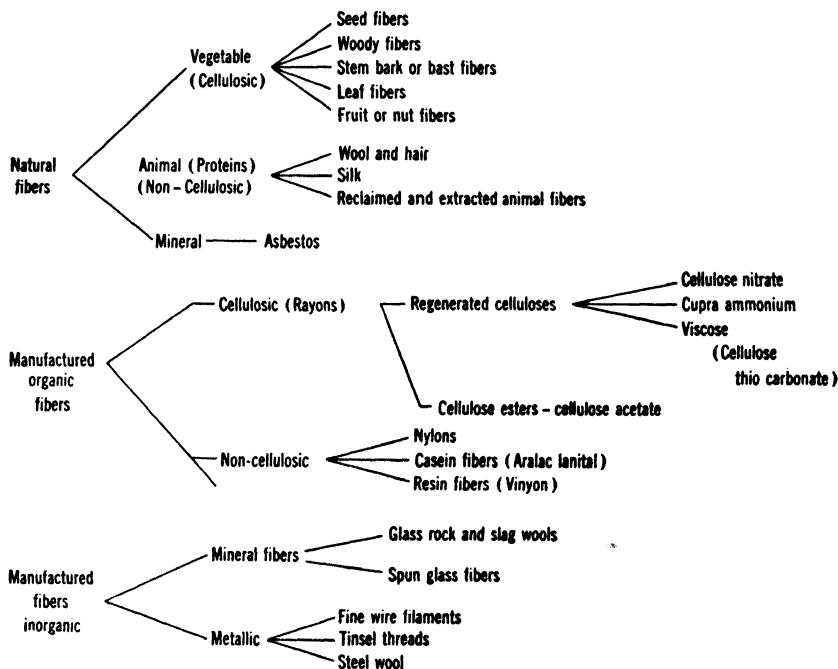 Seed fibers
Woody fibers
Vegetable
(Cellulosic)
Stem bark or bast fibers
Leaf fibers
Fruit or nut fibers
Natural
fibers
Animal (Proteins)
(Non-Cellulosic)
Wool and hair
Silk
Reclaimed and extracted animal fibers
Mineral
Asbestos
Manufactured
organic
fibers
Cellulosic (Rayons)
Regenerated celluloses
Cellulose nitrate
Cupra ammonium
Viscose
(Cellulose
thio carbonate)
Cellulose esters - cellulose acetate
Non-cellulosic
Nylons
Casein fibers (Aralac lanital)
Resin fibers (Vinyon)
Manufactured
fibers
inorganic
Mineral fibers
Glass rock and slag wools
Spun glass fibers
Metallic
Fine wire filaments
Tinsel threads
Steel wool